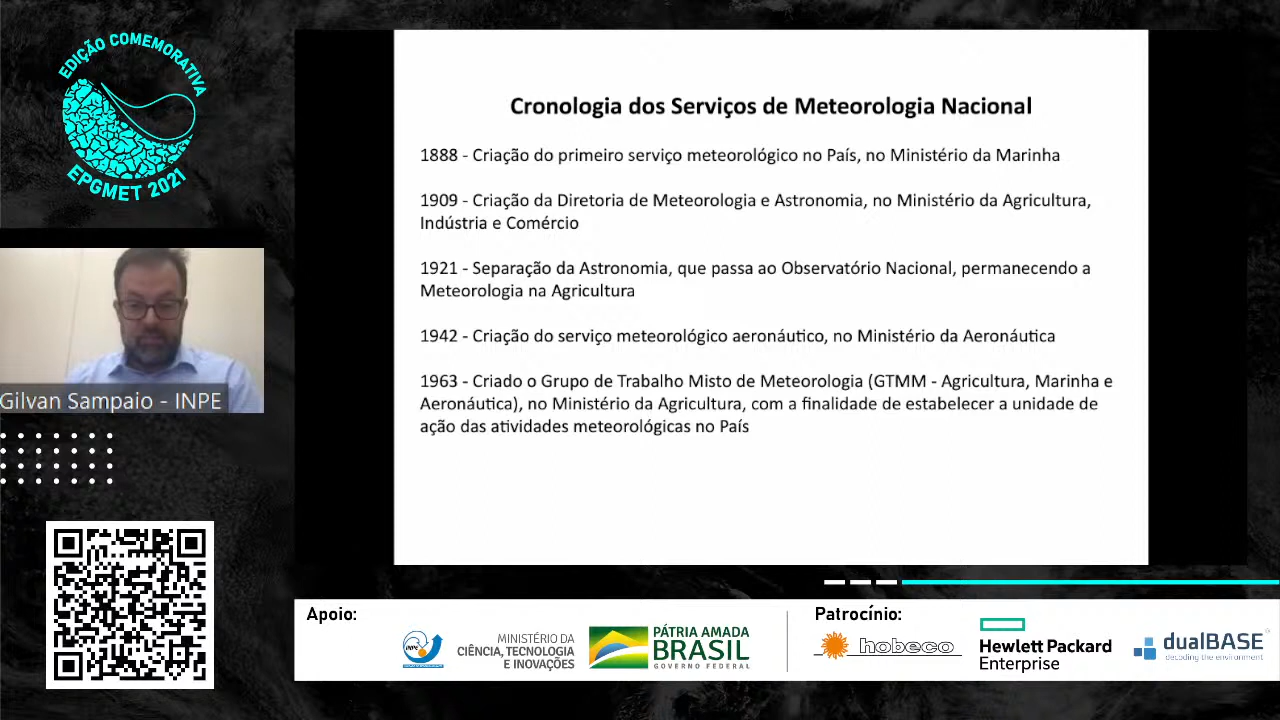 EDIÇÃO COMEMORATIVA
EPGMET 2021
Cronologia dos Serviços de Meteorologia Nacional
1888 - Criação do primeiro serviço meteorológico no País, no Ministério da Marinha
1909 - Criação da Diretoria de Meteorologia e Astronomia, no Ministério da Agricultura,
Indústria e Comércio
1921 - Separação da Astronomia, que passa ao Observatório Nacional, permanecendo a
Meteorologia na Agricultura
1942 - Criação do serviço meteorológico aeronáutico, no Ministério da Aeronáutica
1963 - Criado o Grupo de Trabalho Misto de Meteorologia (GTMM - Agricultura, Marinha e
Aeronáutica), no Ministério da Agricultura, com a finalidade de estabelecer a unidade de
ação das atividades meteorológicas no País
Gilvan Sampaio - INPE
Apoio:
INPE
MINISTÉRIO DA
CIÊNCIA, TECNOLOGIA
E INOVAÇÕES
PÁTRIA AMADA
BRASIL
GOVERNO FEDERAL
Patrocínio:
hobeco
Hewlett Packard
Enterprise
dualBASE
decoding the environment